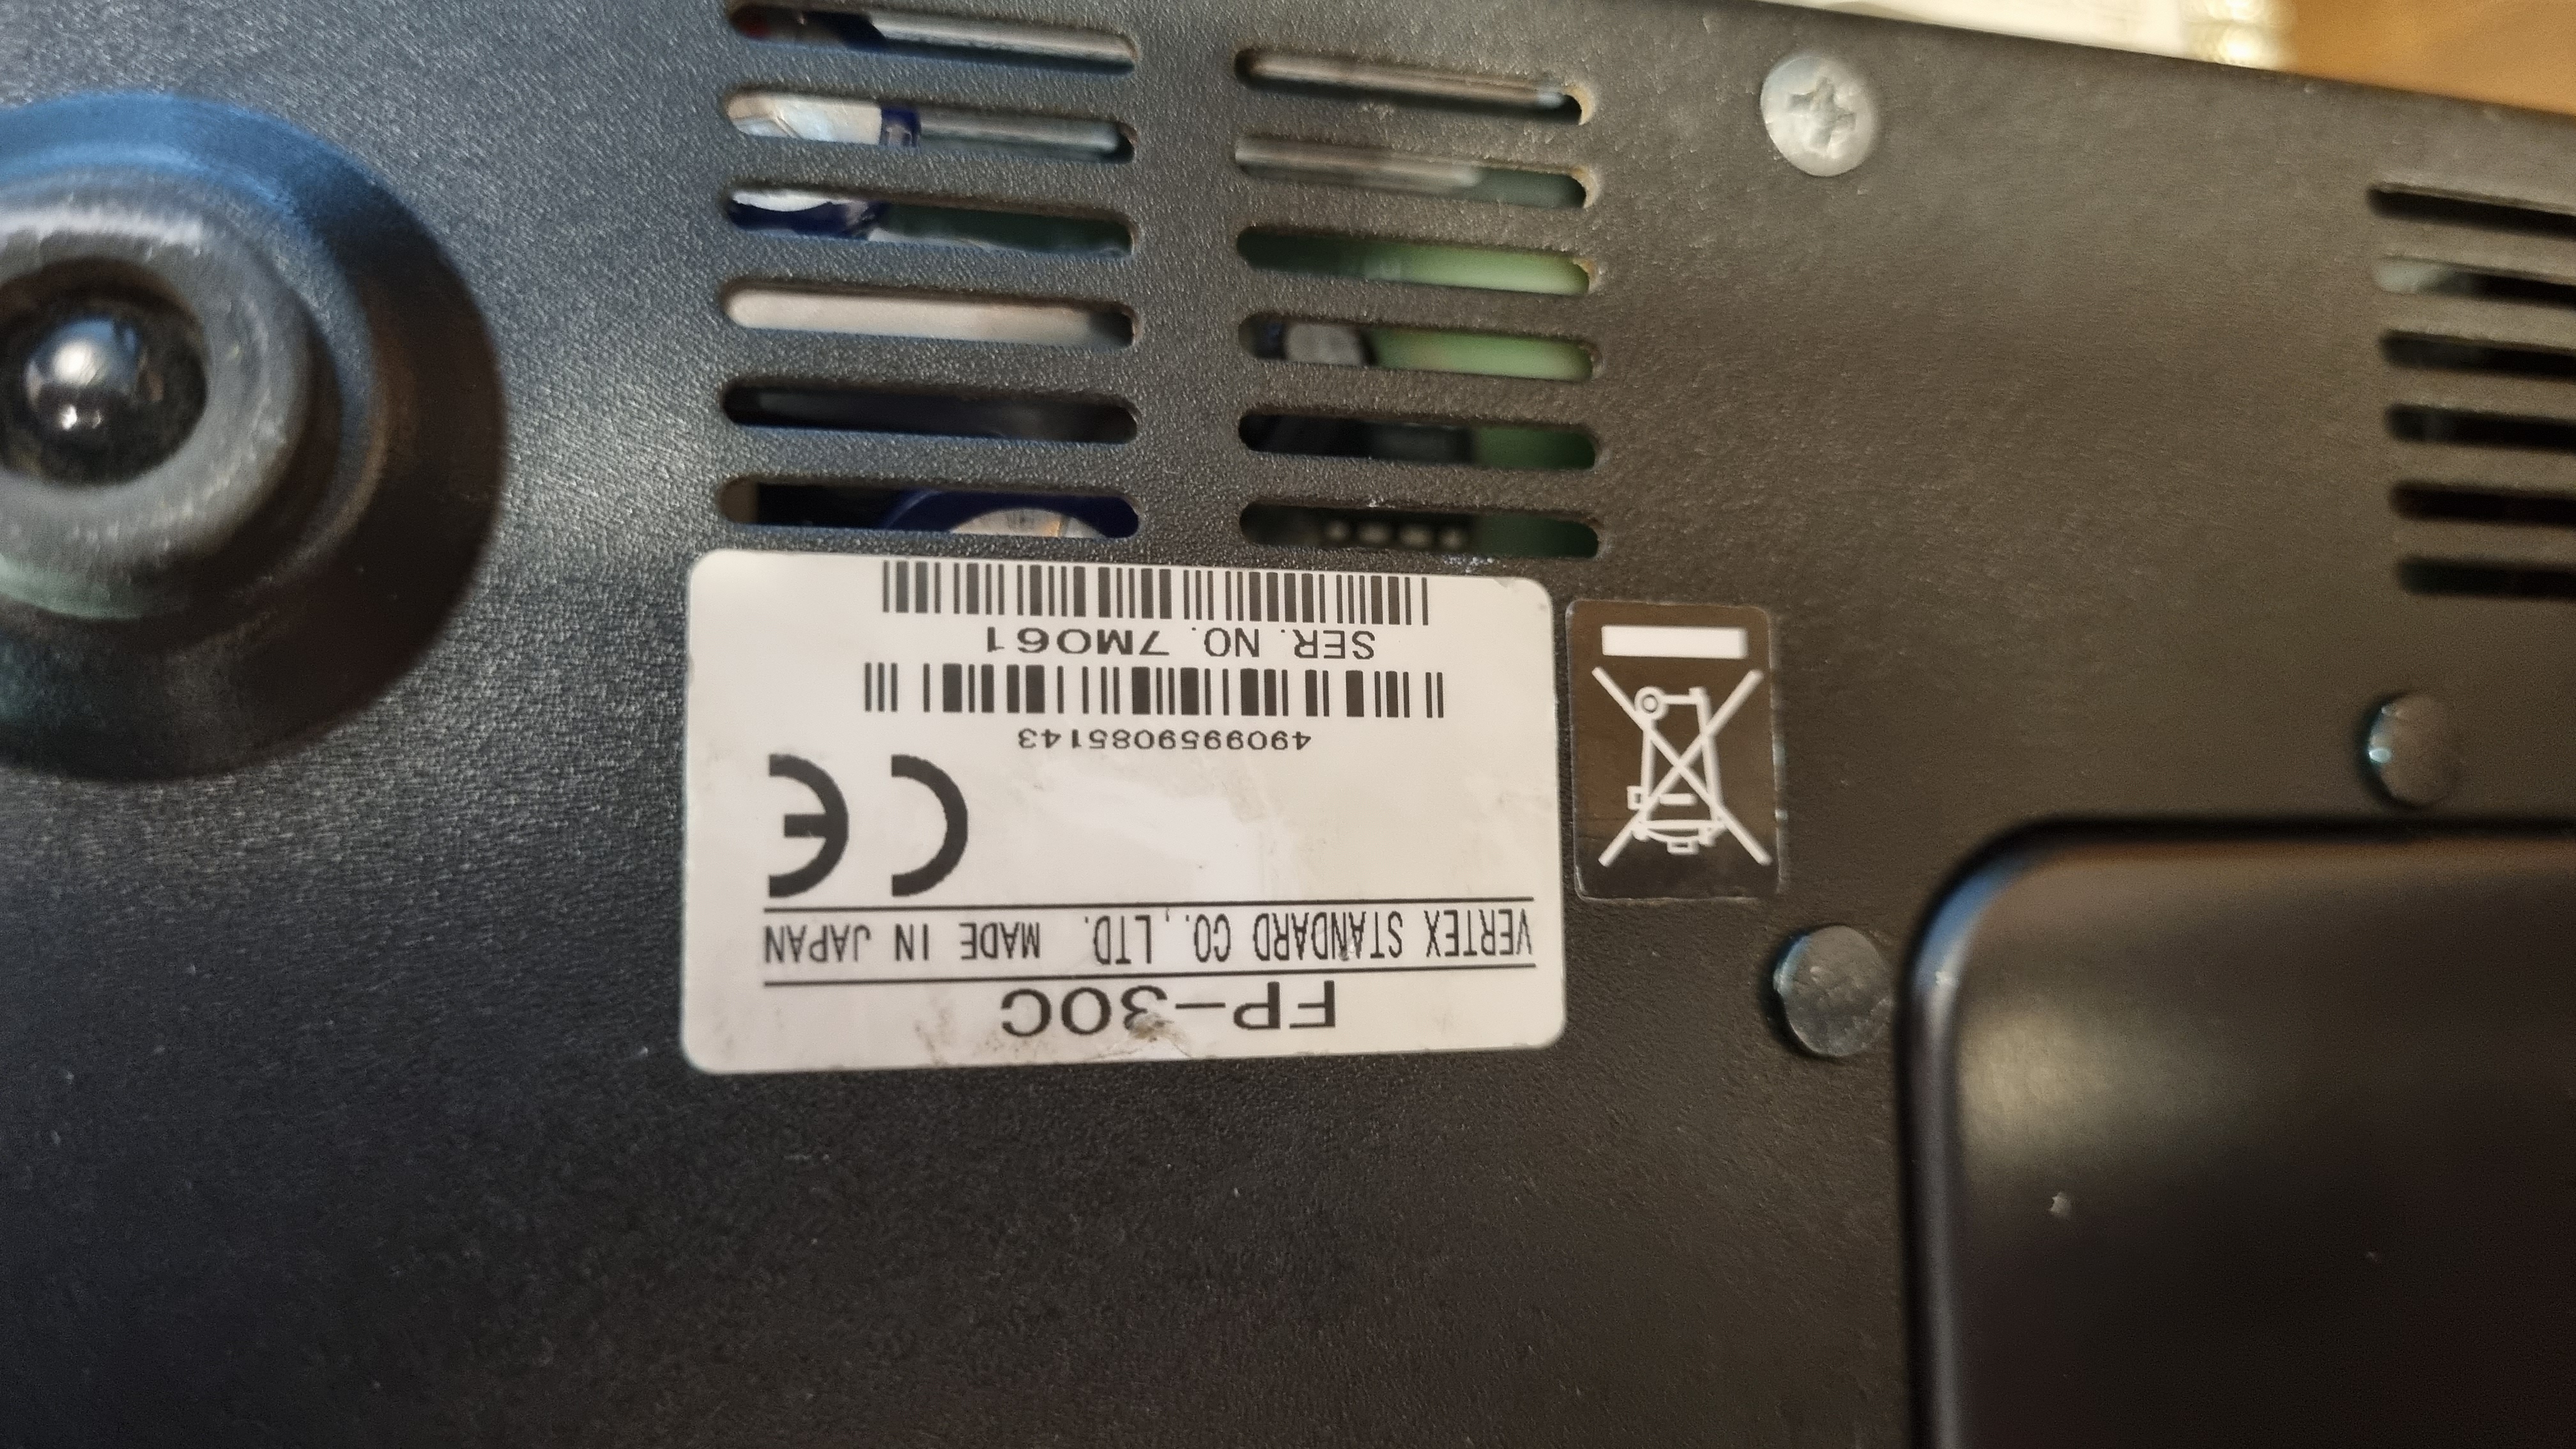 FP-30C
VERTEX STANDARD CO., LTD. MADE IN JAPAN
CE
4909959085143
SER. NO. 7M061